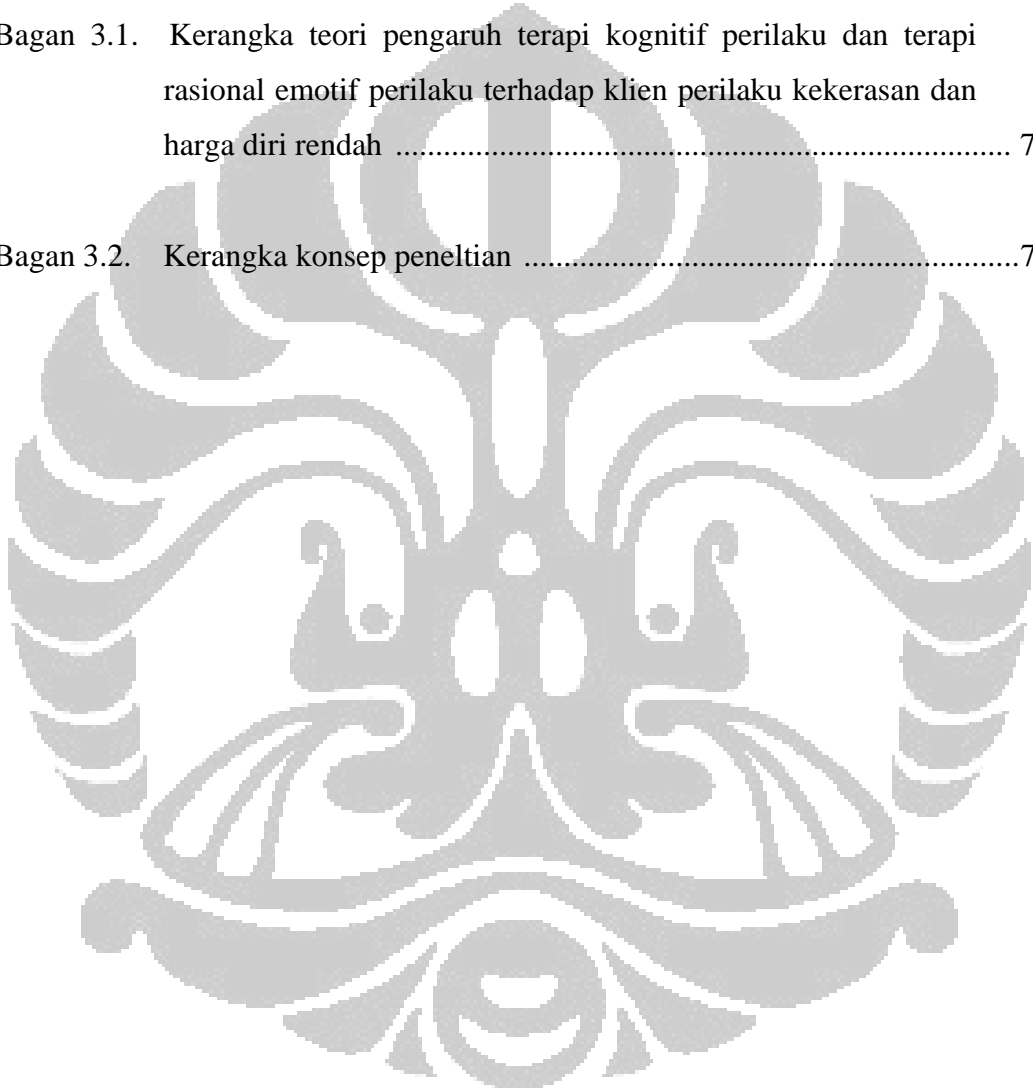 Bagan 3.1. Kerangka teori pengaruh terapi kognitif perilaku dan terapi
rasional emotif perilaku terhadap klien perilaku kekerasan dan
harga diri rendah ................................................................................ 7
Bagan 3.2. Kerangka konsep peneltian ...............................................................7